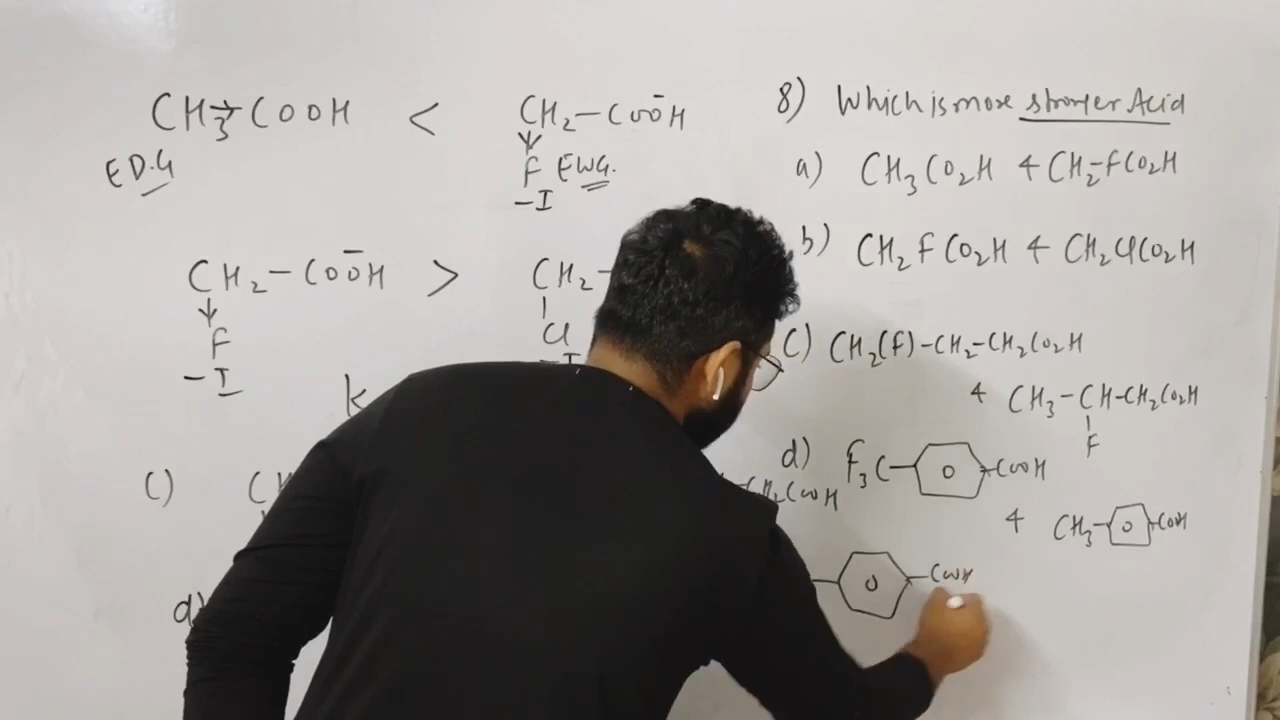 CH3 → COOH < CH2 – COOH
ED.G
F EWG.
–I
CH2 – COOH > CH2 –
F
–I
Cl
–I
k
c) CH
CH2COOH
d)
COOH
8) Which is more stronger Acid
a) CH3CO2H & CH2–FCO2H
b) CH2FCO2H & CH2ClCO2H
c) CH2(F)–CH2–CH2CO2H
& CH3–CH–CH2CO2H
F
d) F3C– –COOH
& CH3– –COOH